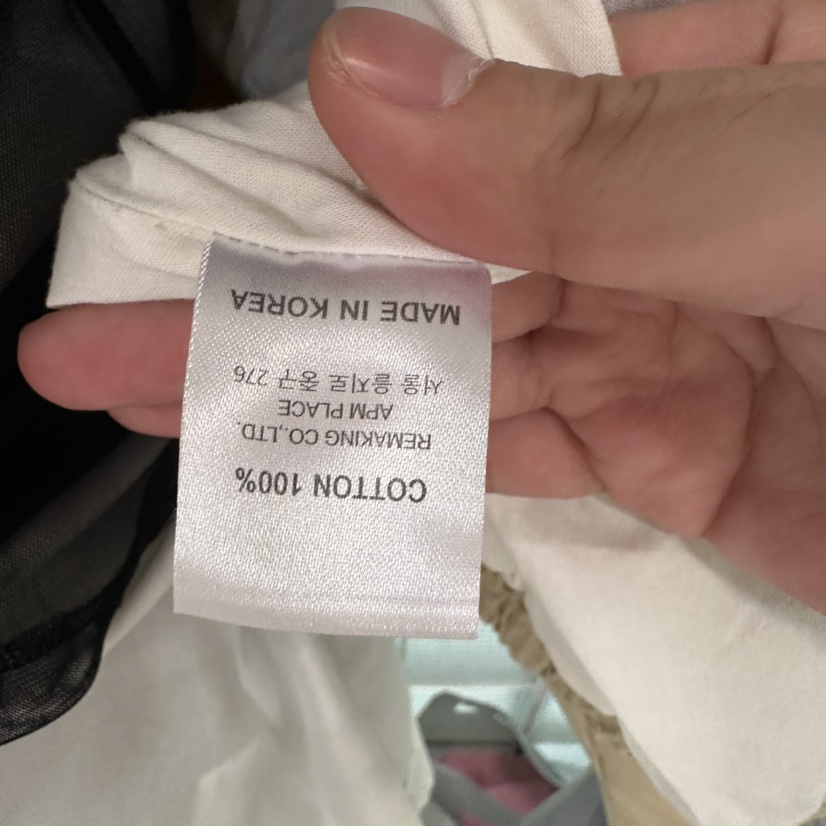 COTTON 100%
REMAKING CO.,LTD.
APM PLACE
서울 을지로 중구 276
MADE IN KOREA